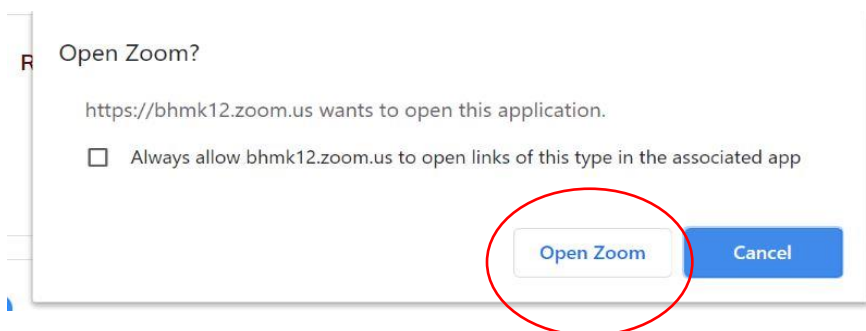 Open Zoom?
R
https://bhmk12.zoom.us wants to open this application.
Always allow bhmk12.zoom.us to open links of this type in the associated app
Open Zoom Cancel